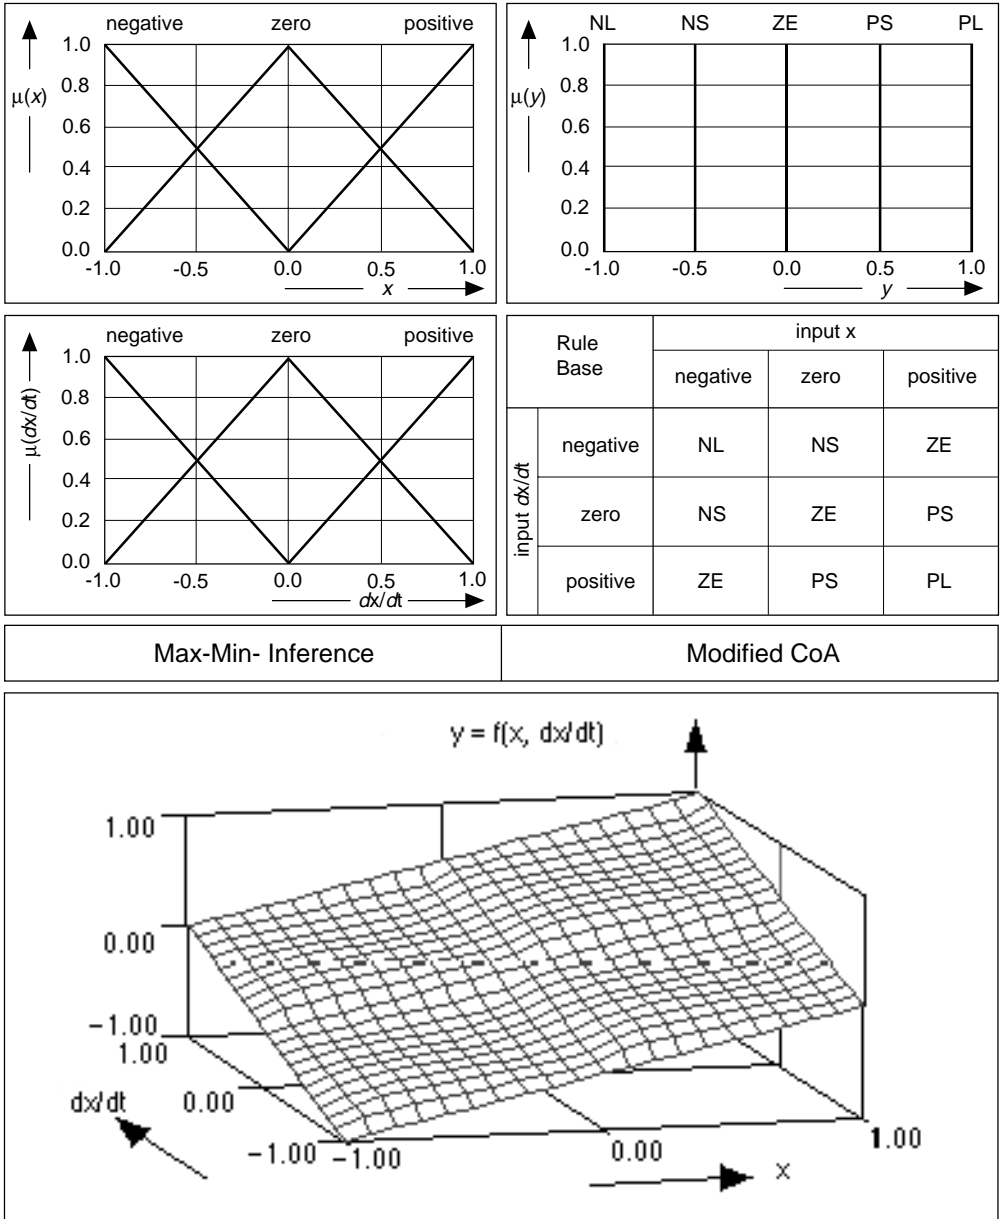 negative zero positive
1.0
0.8
μ(x)
0.6
0.4
0.2
0.0
-1.0 -0.5 0.0 0.5 1.0
x
NL NS ZE PS PL
1.0
0.8
μ(y)
0.6
0.4
0.2
0.0
-1.0 -0.5 0.0 0.5 1.0
y
negative zero positive
1.0
0.8
μ(dx/dt)
0.6
0.4
0.2
0.0
-1.0 -0.5 0.0 0.5 1.0
dx/dt
Rule
Base
input x
negative zero positive
input dx/dt
negative NL NS ZE
zero NS ZE PS
positive ZE PS PL
Max-Min- Inference
Modified CoA
y = f(x, dx/dt)
1.00
0.00
-1.00
1.00
dx/dt 0.00
-1.00 -1.00 0.00 1.00
x